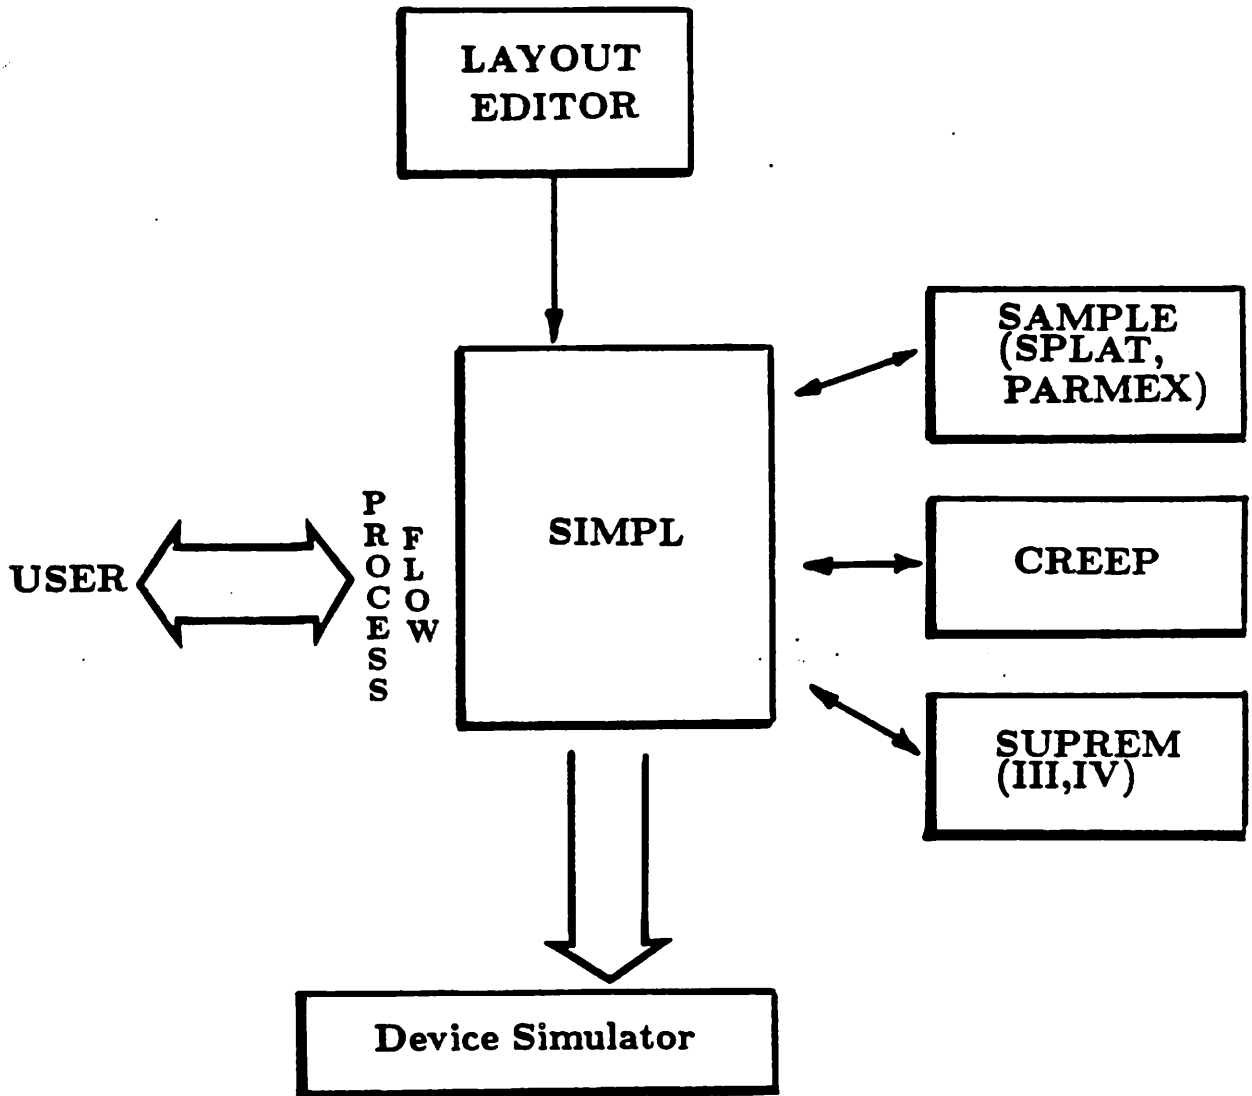 LAYOUT
EDITOR
SAMPLE
(SPLAT,
PARMEX)
USER
PROCESS
FLOW
SIMPL
CREEP
SUPREM
(III,IV)
Device Simulator